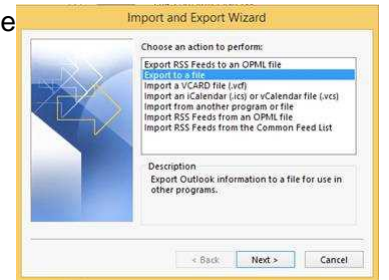 e
Import and Export Wizard
Choose an action to perform:
Export RSS Feeds to an OPML file
Export to a file
Import a VCARD file (.vcf)
Import an iCalendar (.ics) or vCalendar file (.vcs)
Import from another program or file
Import RSS Feeds from an OPML file
Import RSS Feeds from the Common Feed List
Description
Export Outlook information to a file for use in
other programs.
< Back Next > Cancel